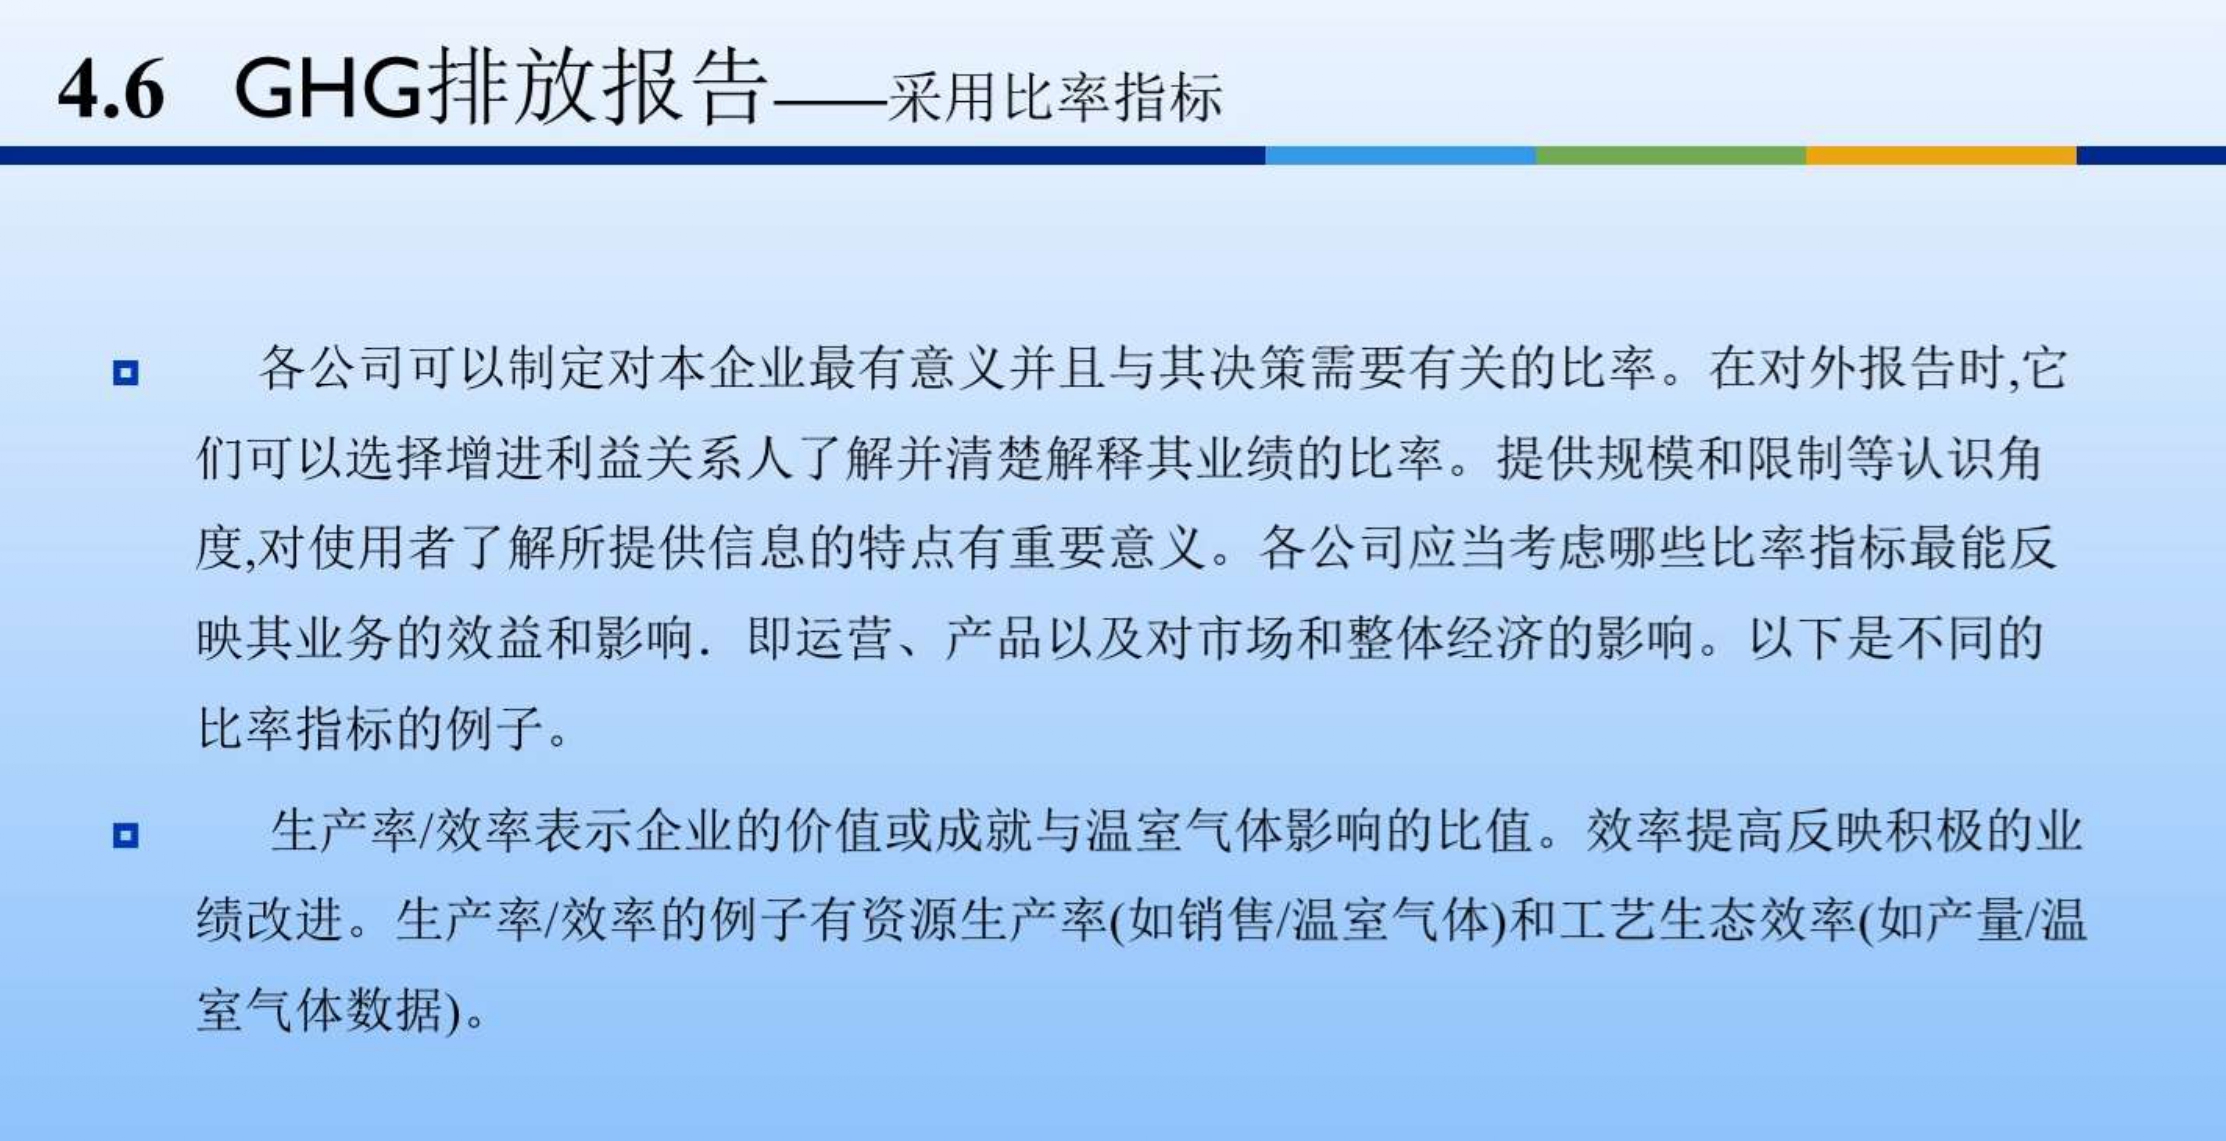 4.6 GHG排放报告——采用比率指标
各公司可以制定对本企业最有意义并且与其决策需要有关的比率。在对外报告时,它
们可以选择增进利益关系人了解并清楚解释其业绩的比率。提供规模和限制等认识角
度,对使用者了解所提供信息的特点有重要意义。各公司应当考虑哪些比率指标最能反
映其业务的效益和影响．即运营、产品以及对市场和整体经济的影响。以下是不同的
比率指标的例子。
生产率/效率表示企业的价值或成就与温室气体影响的比值。效率提高反映积极的业
绩改进。生产率/效率的例子有资源生产率(如销售/温室气体)和工艺生态效率(如产量/温
室气体数据)。